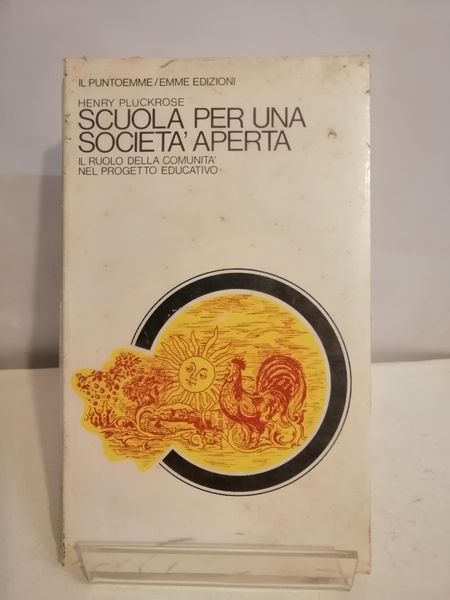 IL PUNTOEMME/EMME EDIZIONI
HENRY PLUCKROSE
SCUOLA PER UNA
SOCIETA' APERTA
IL RUOLO DELLA COMUNITA'
NEL PROGETTO EDUCATIVO